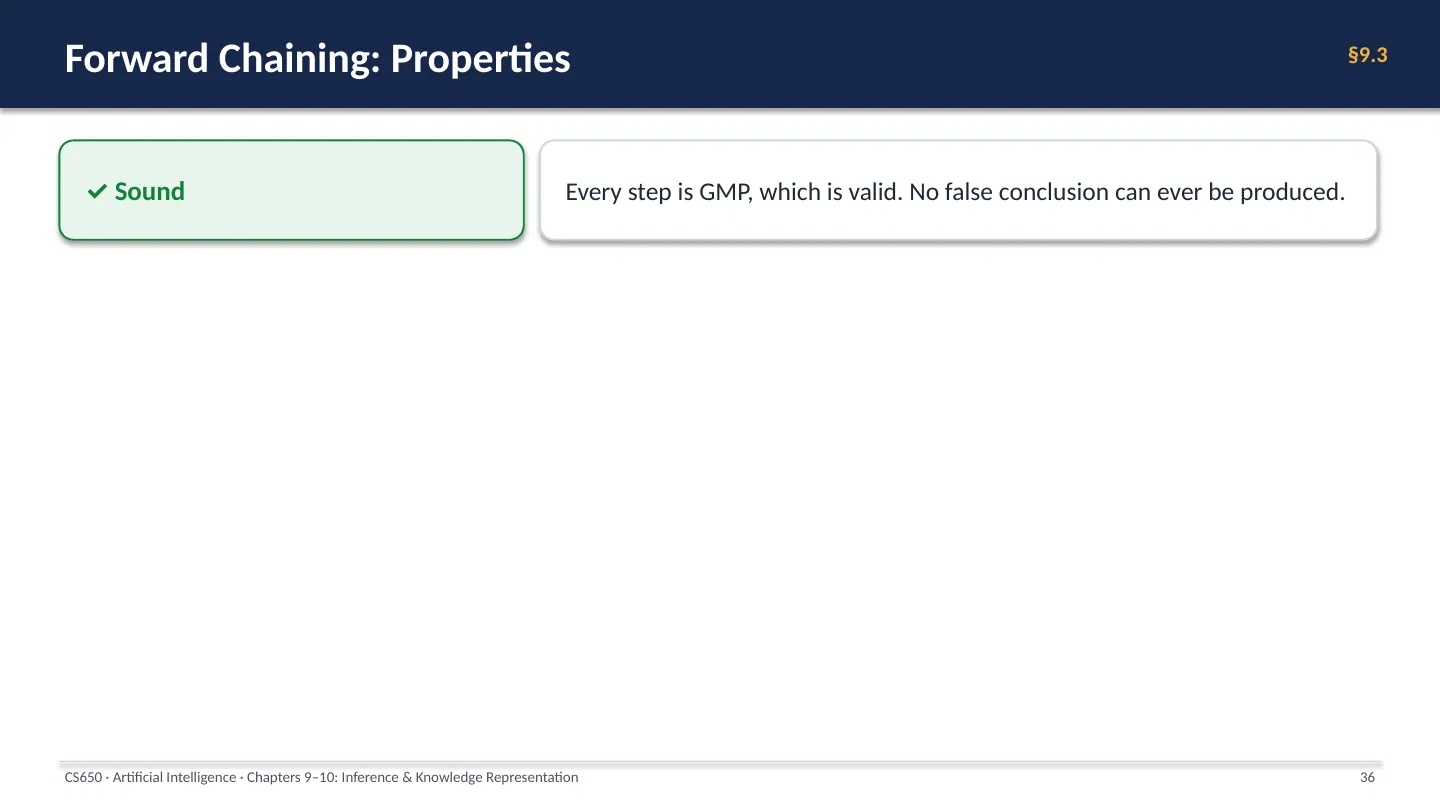 Forward Chaining: Properties
§9.3
✓ Sound
Every step is GMP, which is valid. No false conclusion can ever be produced.
CS650 · Artificial Intelligence · Chapters 9–10: Inference & Knowledge Representation
36